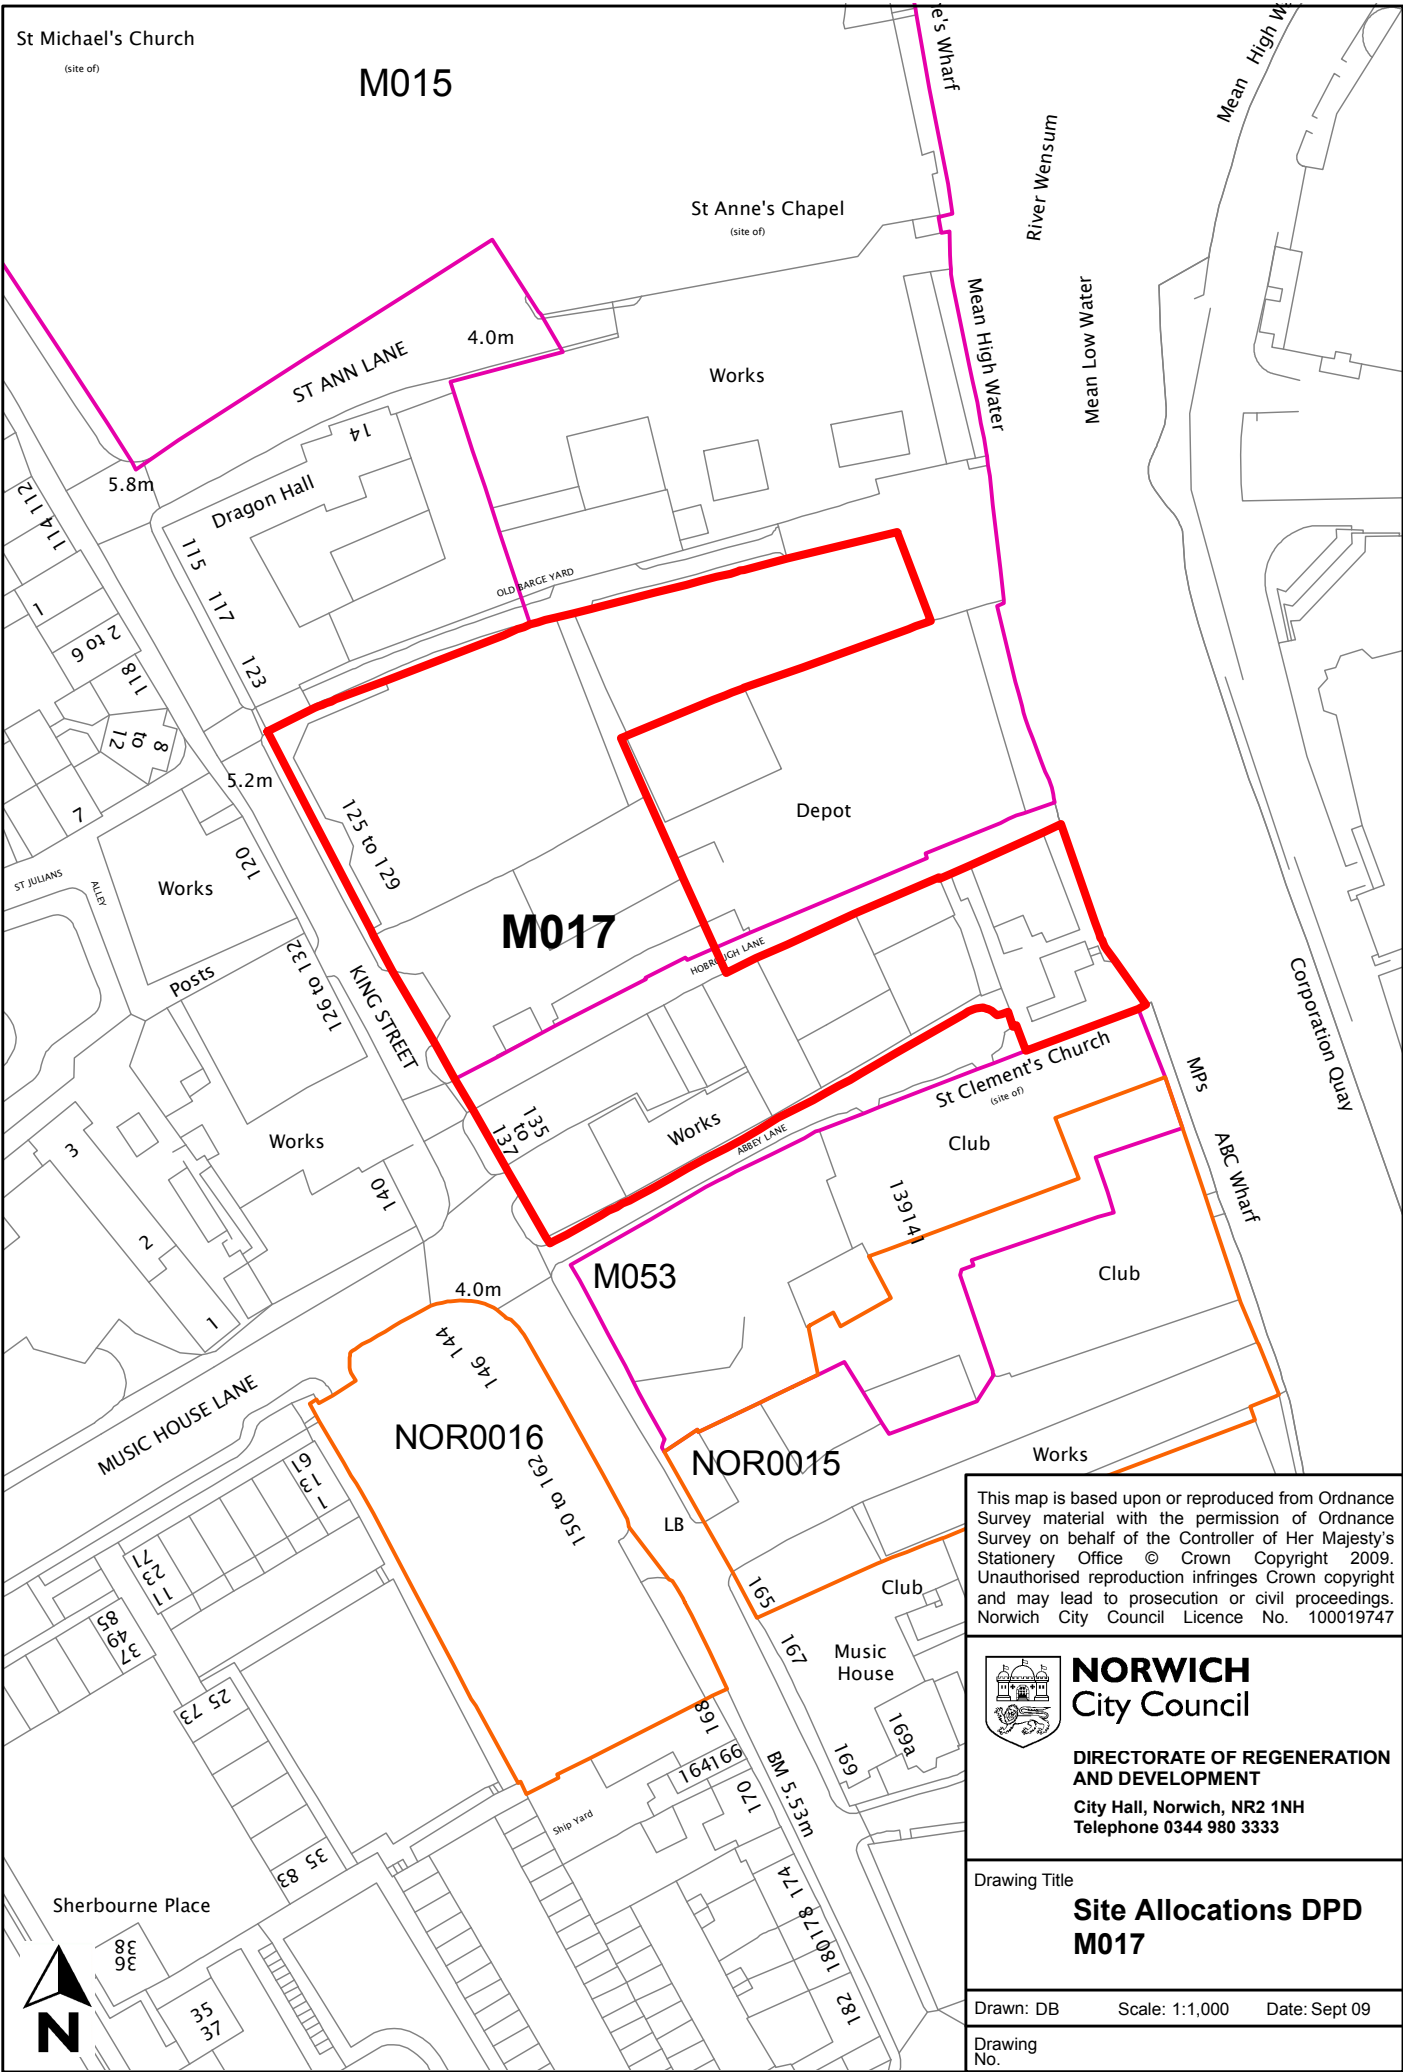 St Michael's Church
(site of)
M015
e's Wharf
Mean High W
River Wensum
St Anne's Chapel
(site of)
Mean High Water
Mean Low Water
4.0m
ST ANN LANE
Works
14
5.8m
Dragon Hall
112
114
115
117
OLD BARGE YARD
1
2 to 6
118
123
8
to
12
5.2m
7
125 to 129
Depot
120
ST JULIANS
ALLEY
Works
M017
HOBROUGH LANE
Posts
126 to 132
KING STREET
Corporation Quay
St Clement's Church
(site of)
MPs
135
to
137
Works
ABBEY LANE
Works
Club
ABC Wharf
3
140
139141
2
M053
Club
4.0m
1
144
146
MUSIC HOUSE LANE
NOR0016
150 to 162
NOR0015
Works
61
13
1
LB
71
23
11
165
Club
85
49
37
167
Music
House
25 73
168
169a
169
164166
BM 5.53m
170
Ship Yard
35
83
174
178
180
182
Sherbourne Place
38
36
35
37
N
This map is based upon or reproduced from Ordnance
Survey material with the permission of Ordnance
Survey on behalf of the Controller of Her Majesty's
Stationery Office © Crown Copyright 2009.
Unauthorised reproduction infringes Crown copyright
and may lead to prosecution or civil proceedings.
Norwich City Council Licence No. 100019747
NORWICH
City Council
DIRECTORATE OF REGENERATION
AND DEVELOPMENT
City Hall, Norwich, NR2 1NH
Telephone 0344 980 3333
Drawing Title
Site Allocations DPD
M017
Drawn: DB Scale: 1:1,000 Date: Sept 09
Drawing
No.